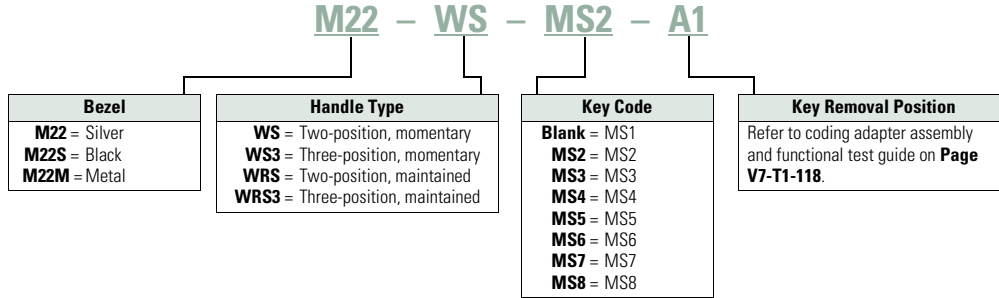 M22 – WS – MS2 – A1
Bezel
M22 = Silver
M22S = Black
M22M = Metal
Handle Type
WS = Two-position, momentary
WS3 = Three-position, momentary
WRS = Two-position, maintained
WRS3 = Three-position, maintained
Key Code
Blank = MS1
MS2 = MS2
MS3 = MS3
MS4 = MS4
MS5 = MS5
MS6 = MS6
MS7 = MS7
MS8 = MS8
Key Removal Position
Refer to coding adapter assembly
and functional test guide on Page
V7-T1-118.